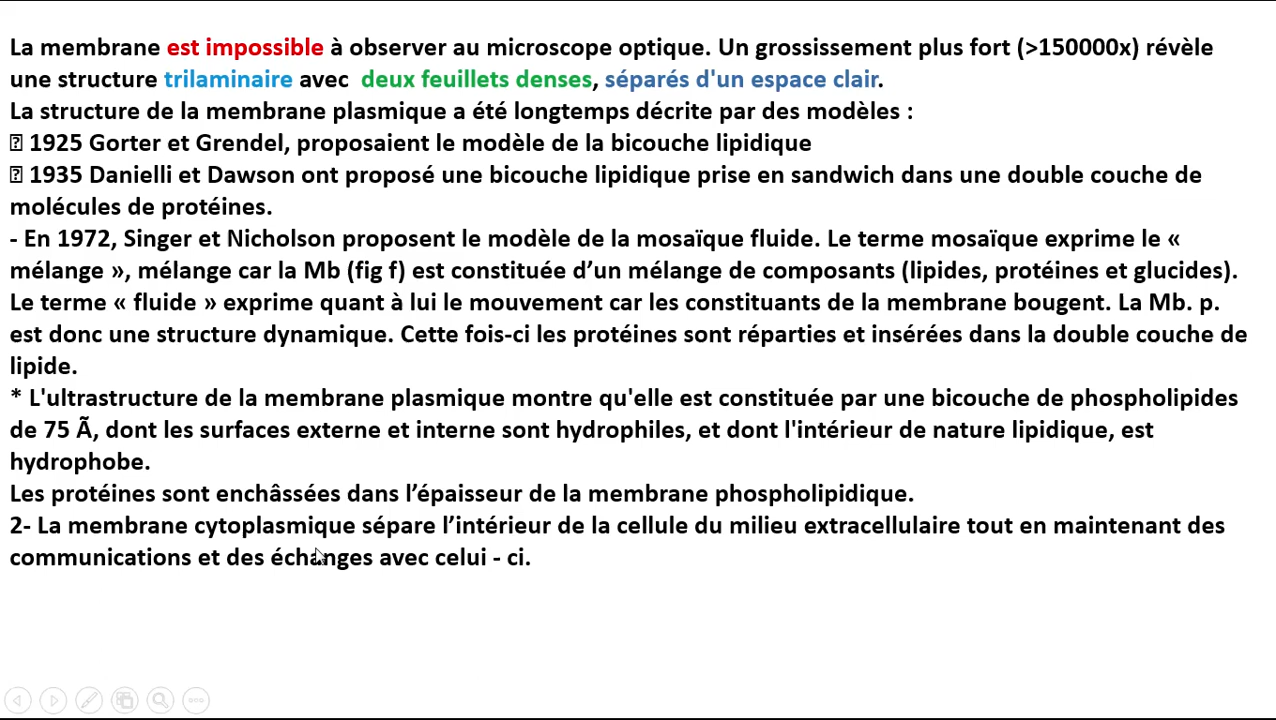 La membrane est impossible à observer au microscope optique. Un grossissement plus fort (>150000x) révèle
une structure trilaminaire avec deux feuillets denses, séparés d'un espace clair.
La structure de la membrane plasmique a été longtemps décrite par des modèles :
⍰ 1925 Gorter et Grendel, proposaient le modèle de la bicouche lipidique
⍰ 1935 Danielli et Dawson ont proposé une bicouche lipidique prise en sandwich dans une double couche de
molécules de protéines.
- En 1972, Singer et Nicholson proposent le modèle de la mosaïque fluide. Le terme mosaïque exprime le «
mélange », mélange car la Mb (fig f) est constituée d’un mélange de composants (lipides, protéines et glucides).
Le terme « fluide » exprime quant à lui le mouvement car les constituants de la membrane bougent. La Mb. p.
est donc une structure dynamique. Cette fois-ci les protéines sont réparties et insérées dans la double couche de
lipide.
* L'ultrastructure de la membrane plasmique montre qu'elle est constituée par une bicouche de phospholipides
de 75 Ã, dont les surfaces externe et interne sont hydrophiles, et dont l'intérieur de nature lipidique, est
hydrophobe.
Les protéines sont enchâssées dans l’épaisseur de la membrane phospholipidique.
2- La membrane cytoplasmique sépare l’intérieur de la cellule du milieu extracellulaire tout en maintenant des
communications et des échanges avec celui - ci.